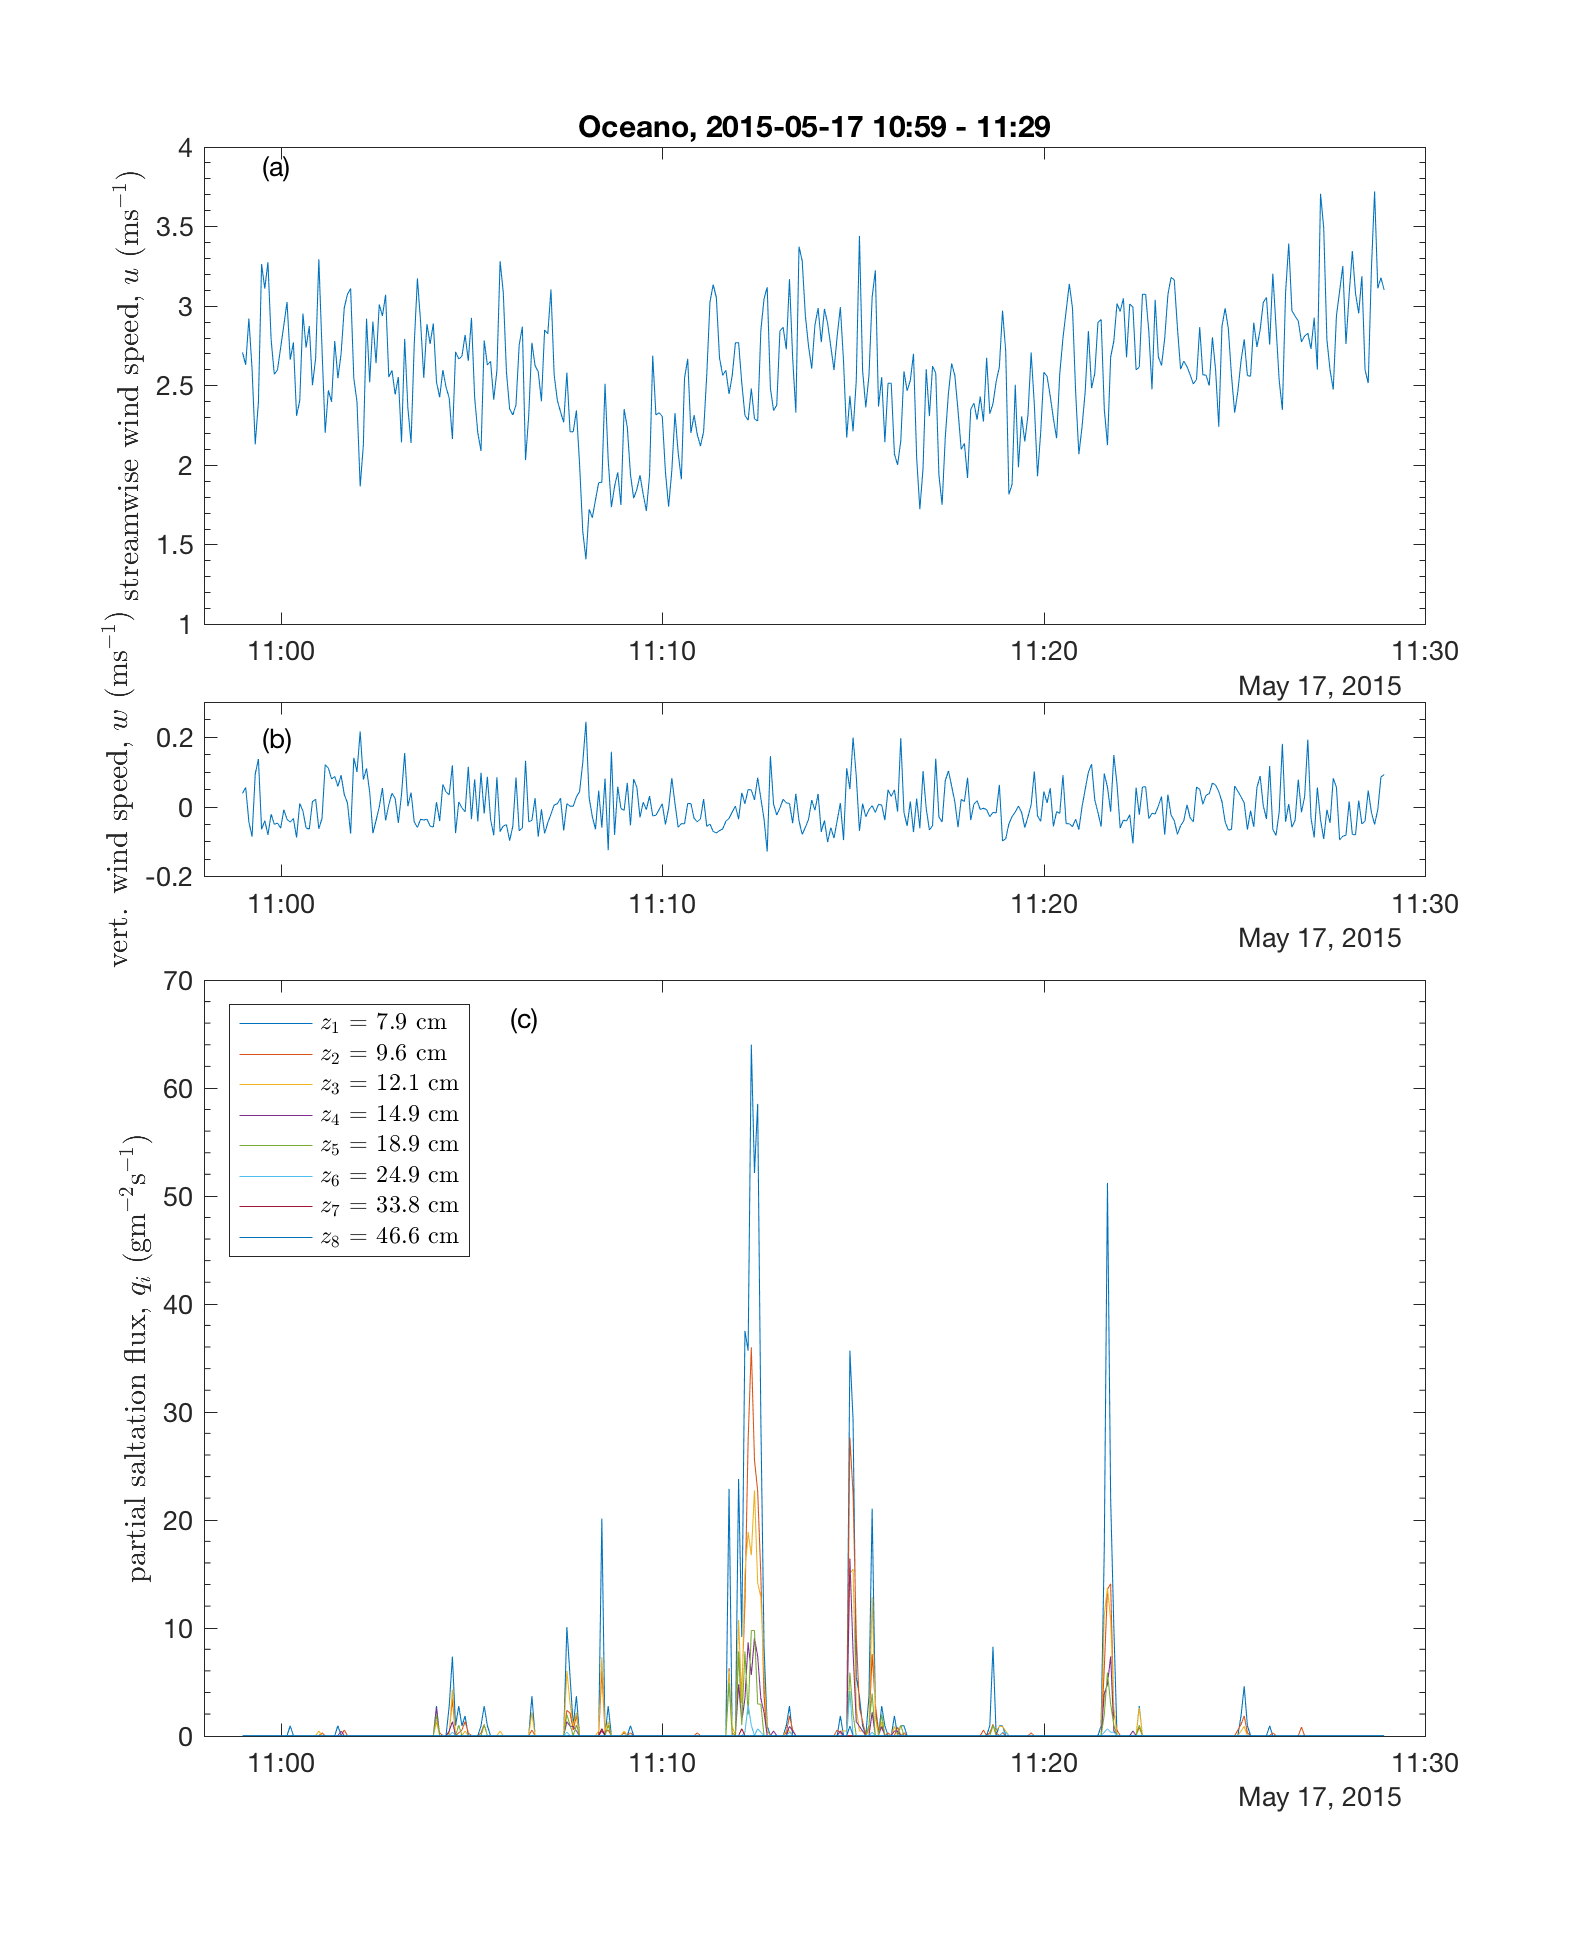 Oceano, 2015-05-17 10:59 - 11:29
(a)
streamwise wind speed, u (ms⁻¹)
4
3.5
3
2.5
2
1.5
1
11:00 11:10 11:20 11:30
May 17, 2015
(b)
vert. wind speed, w (ms⁻¹)
0.2
0
-0.2
11:00 11:10 11:20 11:30
May 17, 2015
(c)
partial saltation flux, qᵢ (gm⁻²s⁻¹)
70
60
50
40
30
20
10
0
z₁ = 7.9 cm
z₂ = 9.6 cm
z₃ = 12.1 cm
z₄ = 14.9 cm
z₅ = 18.9 cm
z₆ = 24.9 cm
z₇ = 33.8 cm
z₈ = 46.6 cm
11:00 11:10 11:20 11:30
May 17, 2015